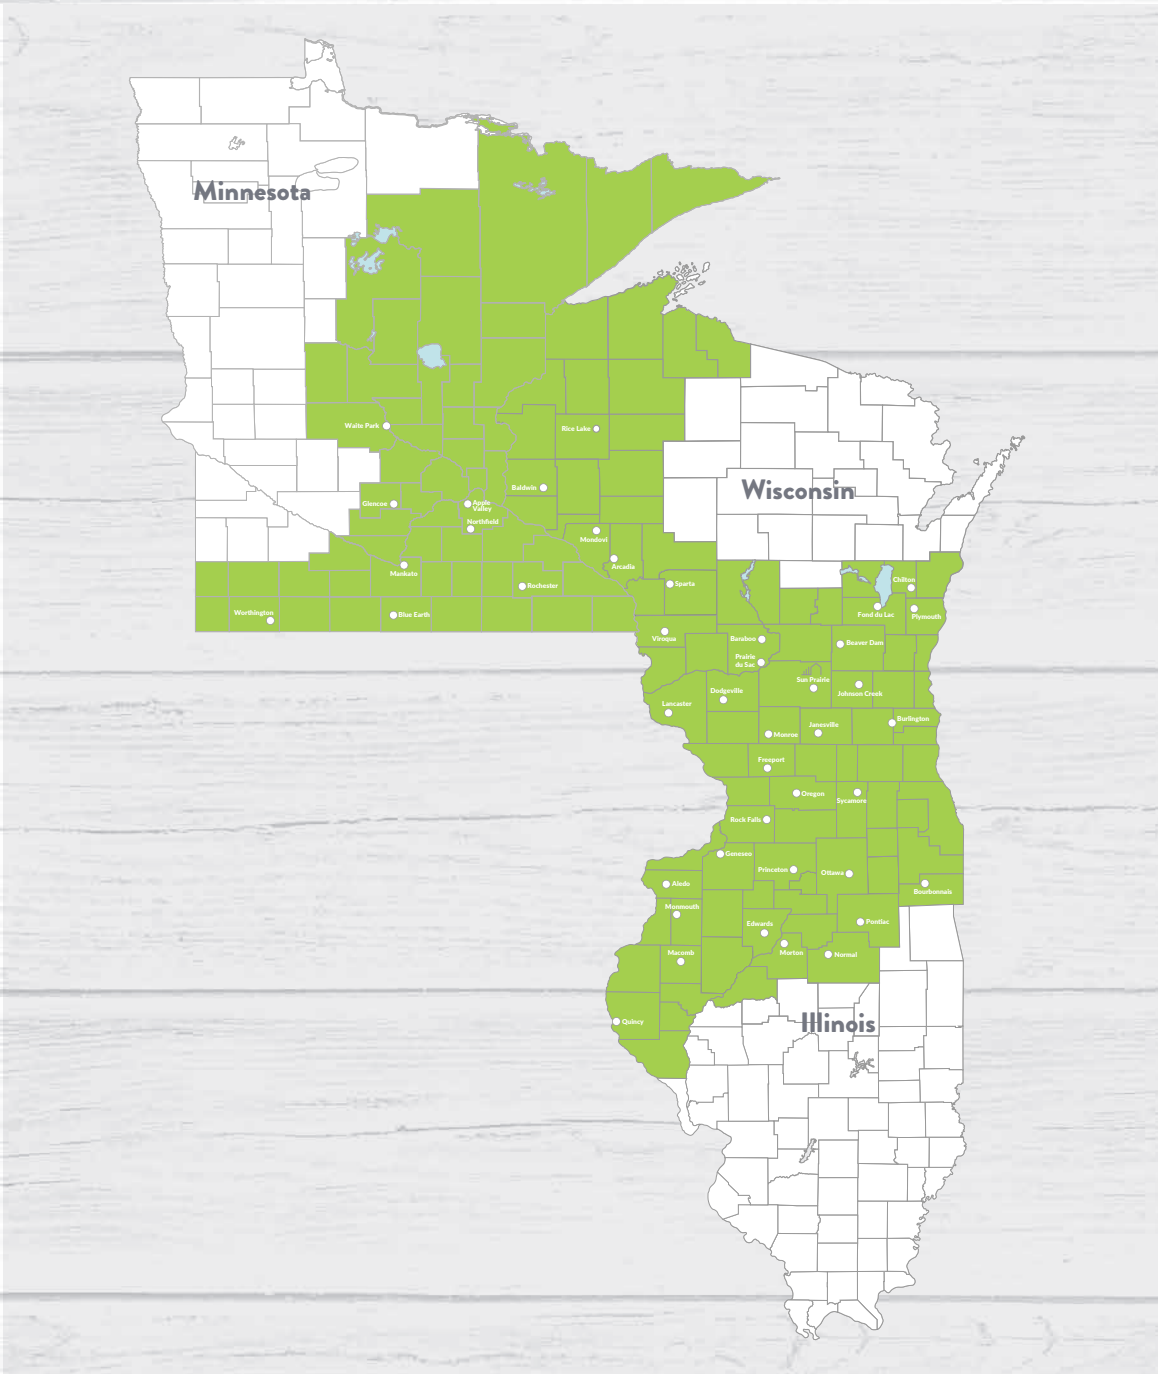 Minnesota
Waite Park
Rice Lake
Wisconsin
Baldwin
Glencoe
Apple
Valley
Northfield
Mondovi
Arcadia
Mankato
Sparta
Chilton
Rochester
Worthington
Blue Earth
Fond du Lac
Plymouth
Viroqua
Bamboo
Beaver Dam
Prairie
du Sac
Sun Prairie
Johnson Creek
Dodgeville
Lancaster
Burlington
Janesville
Monroe
Freeport
Oregon
Sycamore
Rock Falls
Geneseo
Princeton
Ottawa
Aledo
Bourbonnais
Monmouth
Edwards
Pontiac
Morton
Macomb
Normal
Quincy
Illinois